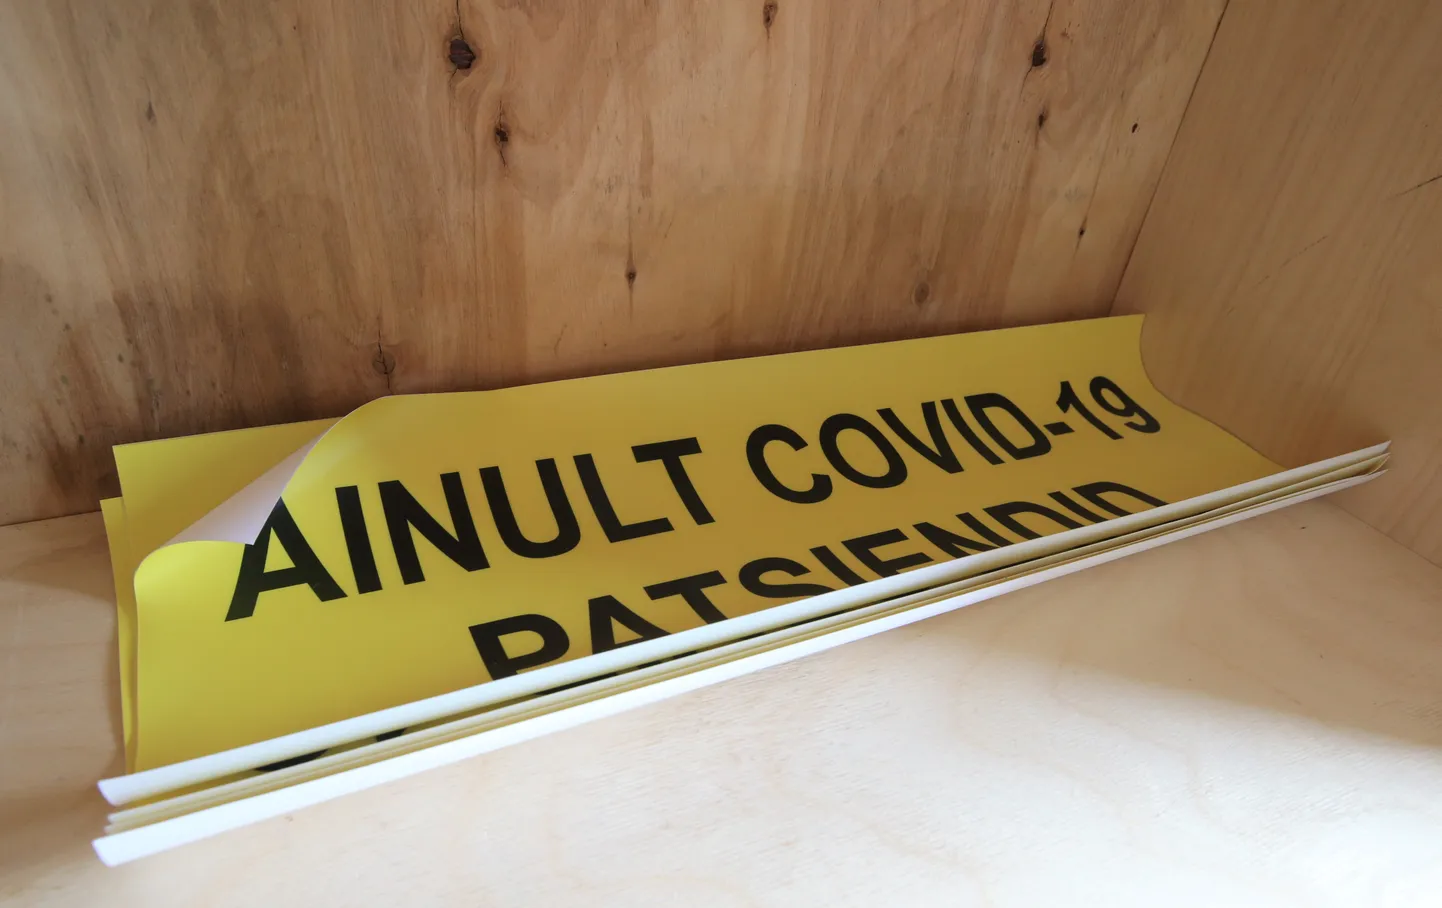 AINULT COVID-19
PATSIENDID